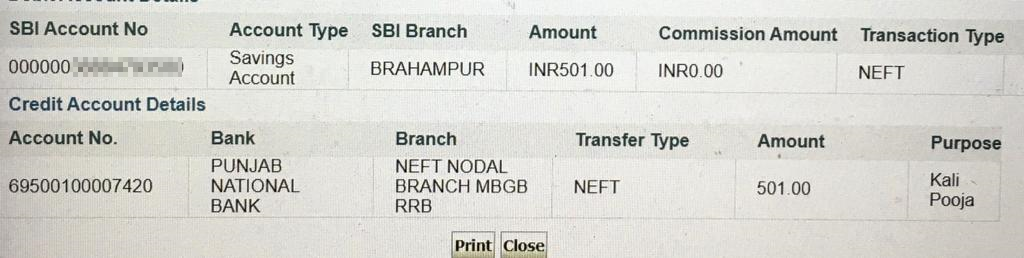 SBI Account No Account Type SBI Branch Amount Commission Amount Transaction Type
000000 Savings Account BRAHAMPUR INR501.00 INR0.00 NEFT
Credit Account Details
Account No. Bank Branch Transfer Type Amount Purpose
69500100007420 PUNJAB NATIONAL BANK NEFT NODAL BRANCH MBGB RRB NEFT 501.00 Kali Pooja
Print Close